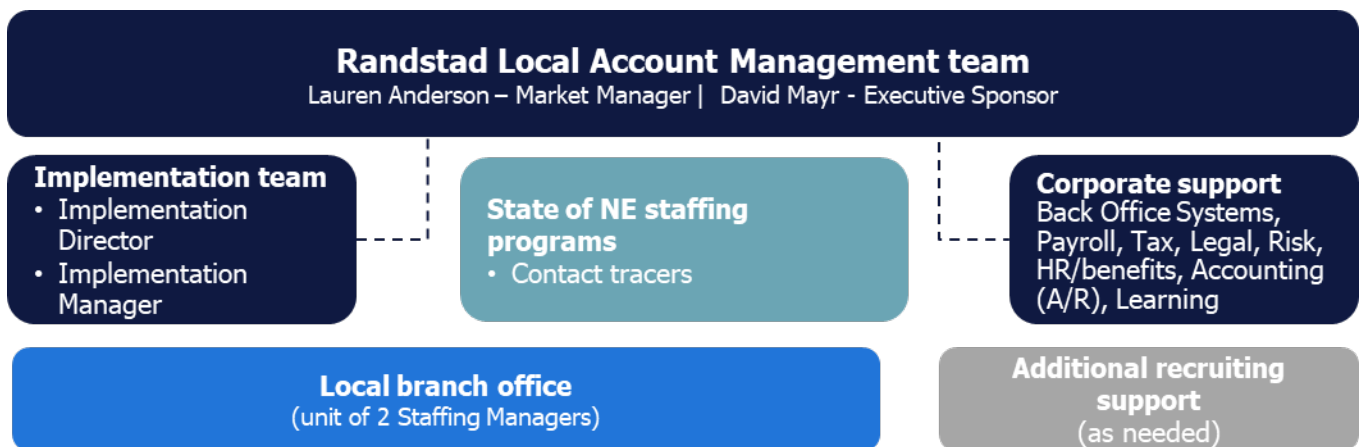 Randstad Local Account Management team
Lauren Anderson – Market Manager | David Mayr - Executive Sponsor
Implementation team
• Implementation
Director
• Implementation
Manager
State of NE staffing
programs
• Contact tracers
Corporate support
Back Office Systems,
Payroll, Tax, Legal, Risk,
HR/benefits, Accounting
(A/R), Learning
Local branch office
(unit of 2 Staffing Managers)
Additional recruiting
support
(as needed)